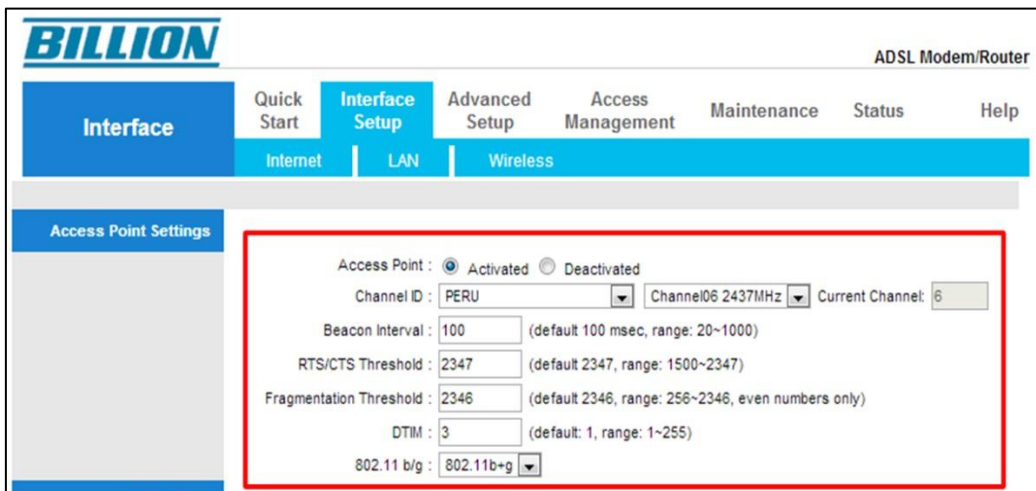 BILLION
ADSL Modem/Router
Interface
Quick Start
Interface Setup
Advanced Setup
Access Management
Maintenance
Status
Help
Internet
LAN
Wireless
Access Point Settings
Access Point : Activated Deactivated
Channel ID : PERU Channel06 2437MHz Current Channel: 6
Beacon Interval : 100 (default 100 msec, range: 20~1000)
RTS/CTS Threshold : 2347 (default 2347, range: 1500~2347)
Fragmentation Threshold : 2346 (default 2346, range: 256~2346, even numbers only)
DTIM : 3 (default: 1, range: 1~255)
802.11 b/g : 802.11b+g